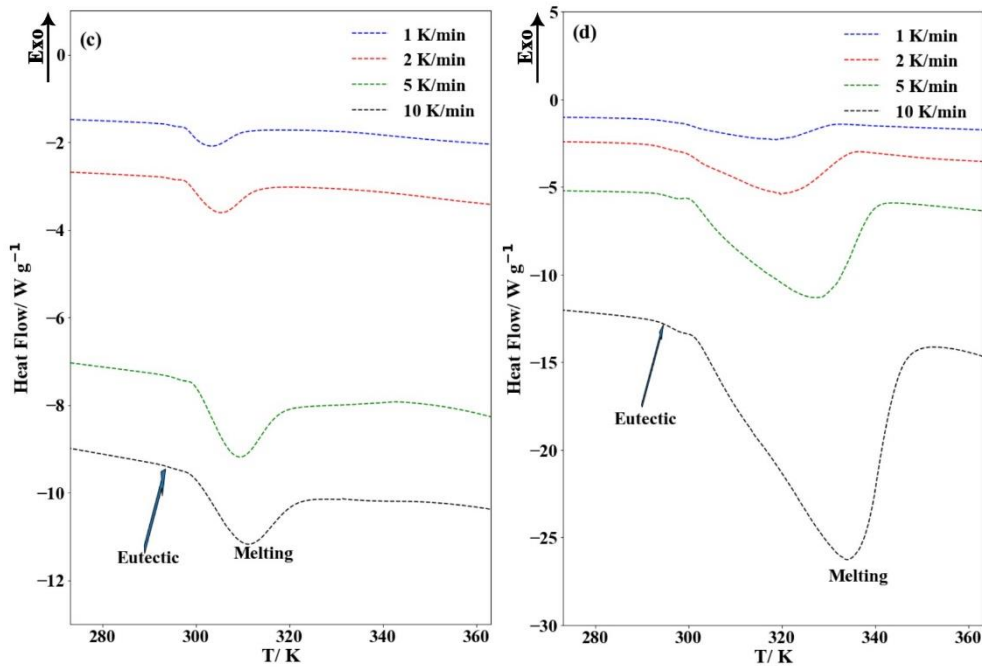 Exo
(c)
1 K/min
2 K/min
5 K/min
10 K/min
0
−2
−4
−6
−8
−10
−12
Heat Flow/ W g⁻¹
Eutectic
Melting
280
300
320
340
360
T/ K
Exo
(d)
1 K/min
2 K/min
5 K/min
10 K/min
5
0
−5
−10
−15
−20
−25
−30
Heat Flow/ W g⁻¹
Eutectic
Melting
280
300
320
340
360
T/ K